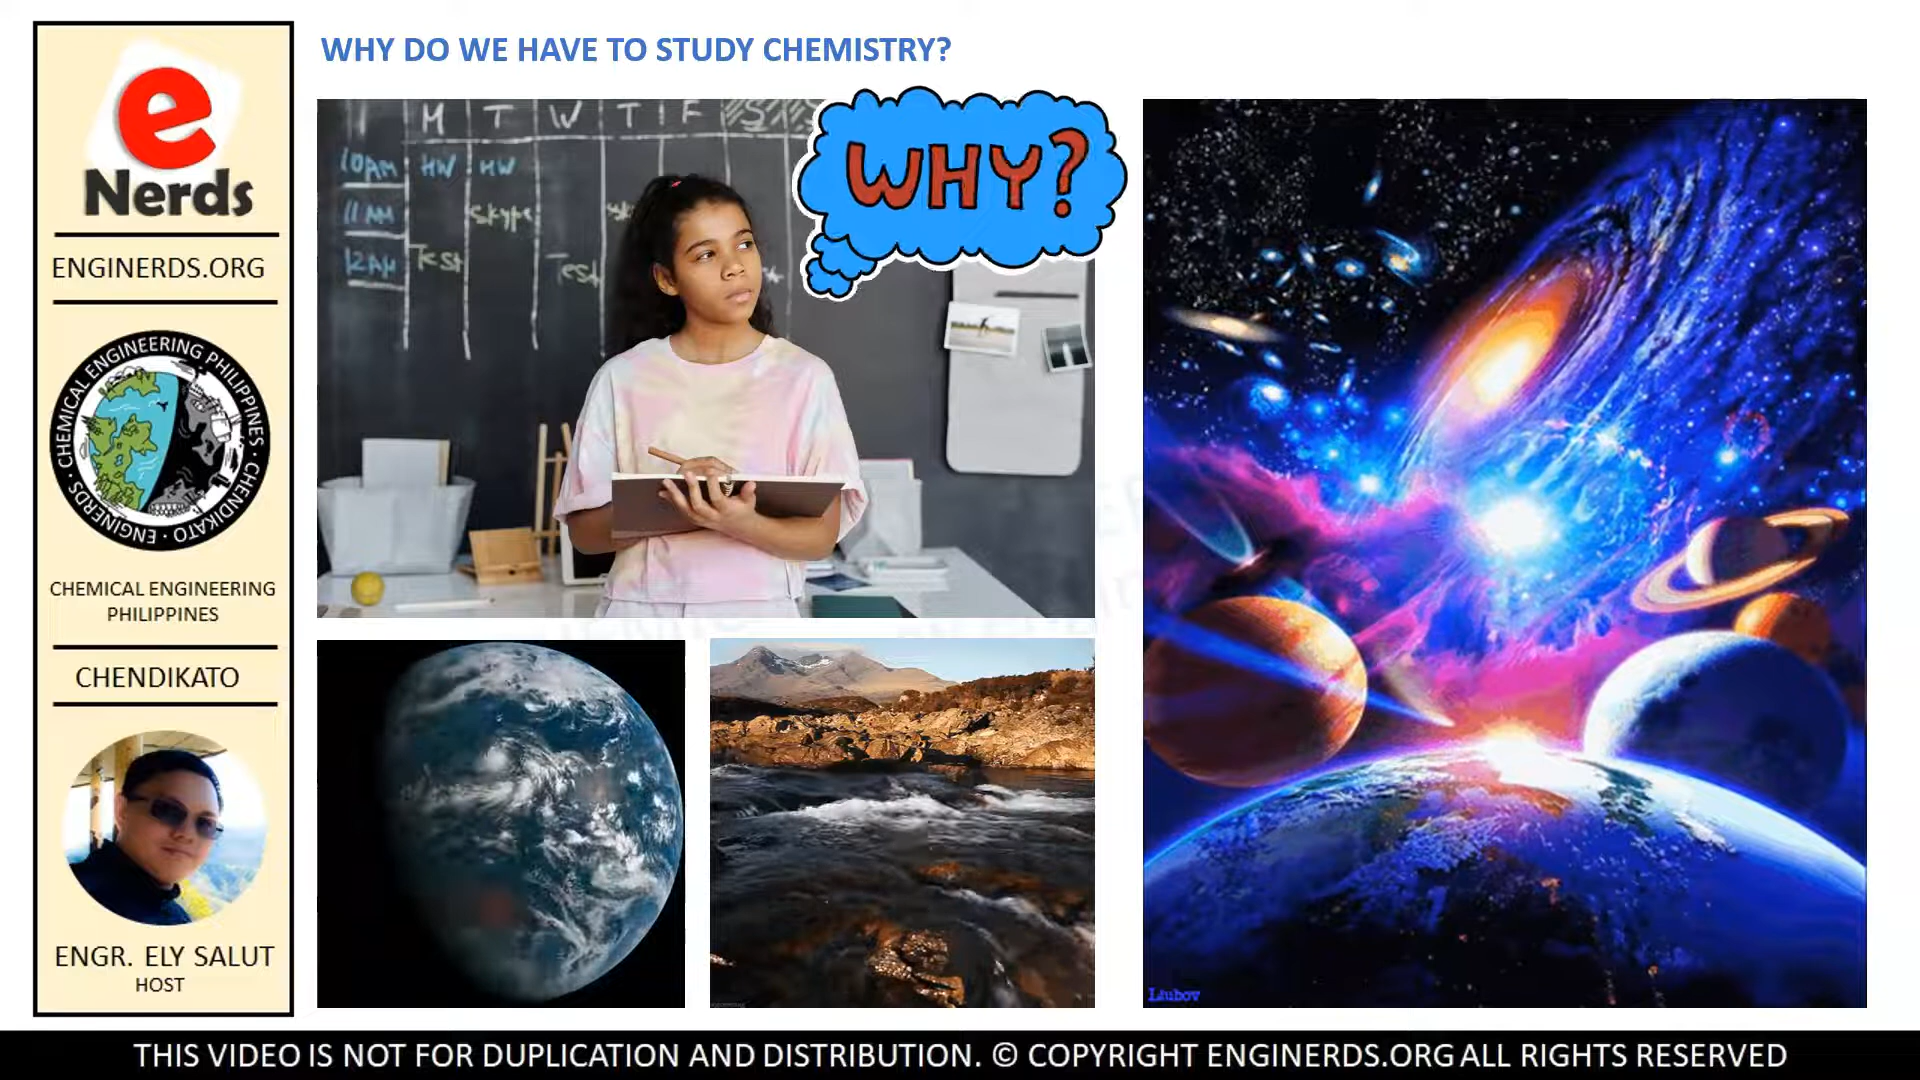 WHY DO WE HAVE TO STUDY CHEMISTRY?
e
Nerds
ENGINERDS.ORG
CHEMICAL ENGINEERING PHILIPPINES · CHENDIKATO · ENGINERDS ·
CHEMICAL ENGINEERING
PHILIPPINES
CHENDIKATO
ENGR. ELY SALUT
HOST
M T W T F S
10AM HW HW
11AM Skype
12AM Test Test
WHY?
Liubov
THIS VIDEO IS NOT FOR DUPLICATION AND DISTRIBUTION. © COPYRIGHT ENGINERDS.ORG ALL RIGHTS RESERVED